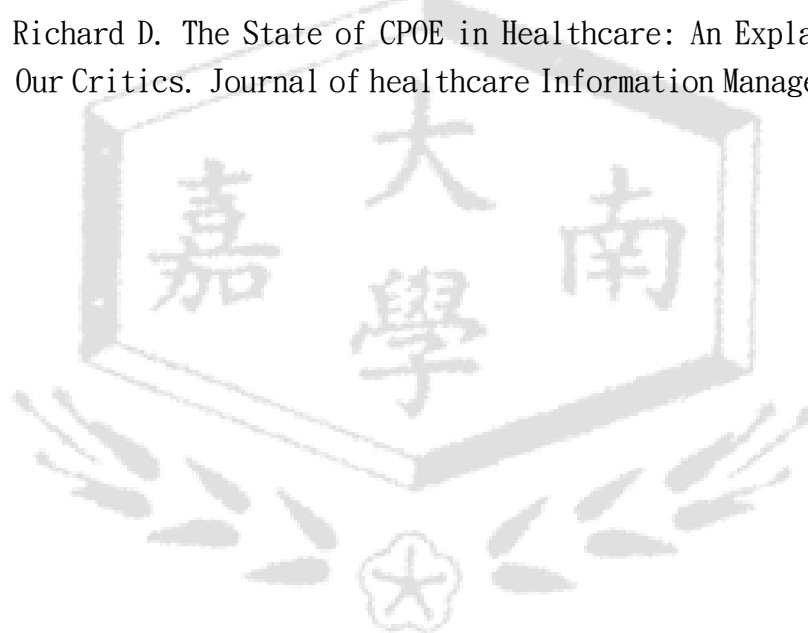 Richard D. The State of CPOE in Healthcare: An Expla
Our Critics. Journal of healthcare Information Manage
大
嘉 南
學